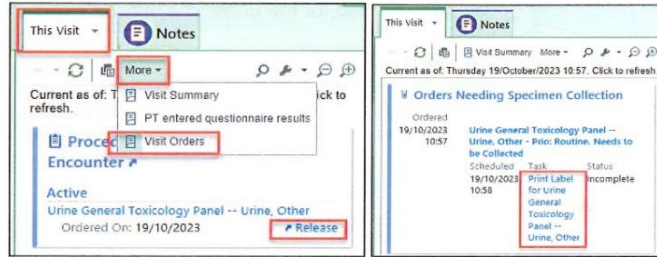 This Visit
Notes
More
Current as of: T
ick to
refresh.
Visit Summary
PT entered questionnaire results
Visit Orders
Proced
Encounter
Active
Urine General Toxicology Panel -- Urine, Other
Ordered On: 19/10/2023
Release
This Visit
Notes
Visit Summary More
Current as of: Thursday 19/October/2023 10:57. Click to refresh
Orders Needing Specimen Collection
Ordered
19/10/2023 Urine General Toxicology Panel --
10:57 Urine, Other - Prio: Routine, Needs to
be Collected
Scheduled Task Status
19/10/2023 Print Label Incomplete
10:58 for Urine
General
Toxicology
Panel --
Urine, Other